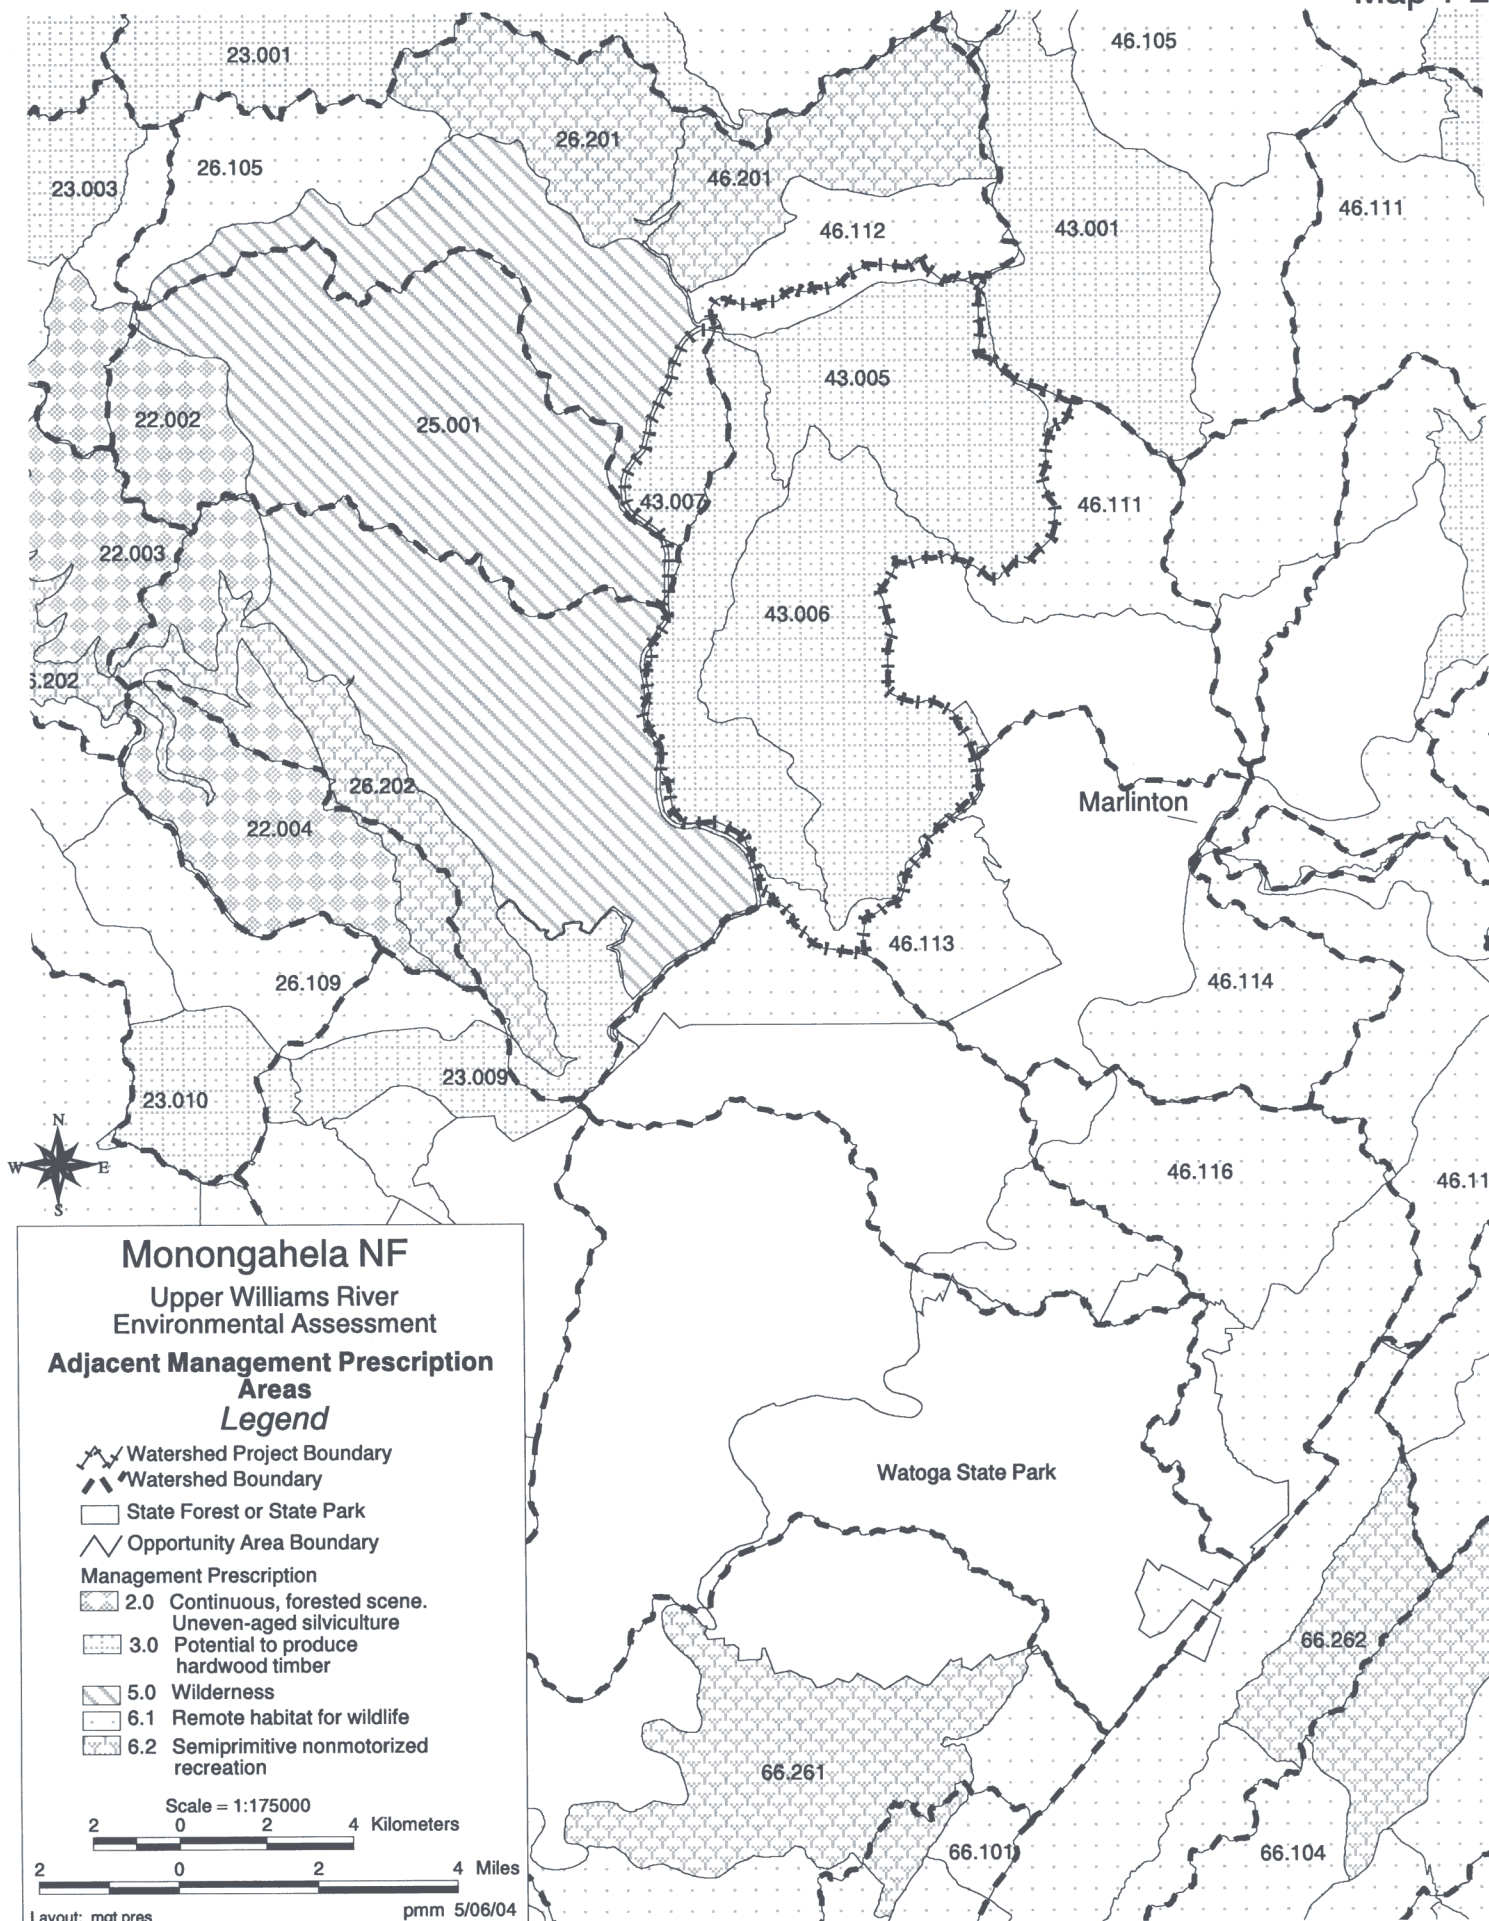 46.105
23.001
26.201
26.105
46.201
23.003
46.111
46.112
43.001
43.005
22.002
25.001
43.007
46.111
22.003
43.006
26.202
Marlinton
22.004
46.113
46.114
26.109
23.009
23.010
N
W E
S
46.116
46.11
Monongahela NF
Upper Williams River
Environmental Assessment
Adjacent Management Prescription
Areas
Legend
Watershed Project Boundary
Watershed Boundary
State Forest or State Park
Opportunity Area Boundary
Management Prescription
2.0 Continuous, forested scene.
Uneven-aged silviculture
3.0 Potential to produce
hardwood timber
5.0 Wilderness
6.1 Remote habitat for wildlife
6.2 Semiprimitive nonmotorized
recreation
Scale = 1:175000
2 0 2 4 Kilometers
2 0 2 4 Miles
pmm 5/06/04
Layout: mgt pres
Watoga State Park
66.262
66.261
66.101
66.104